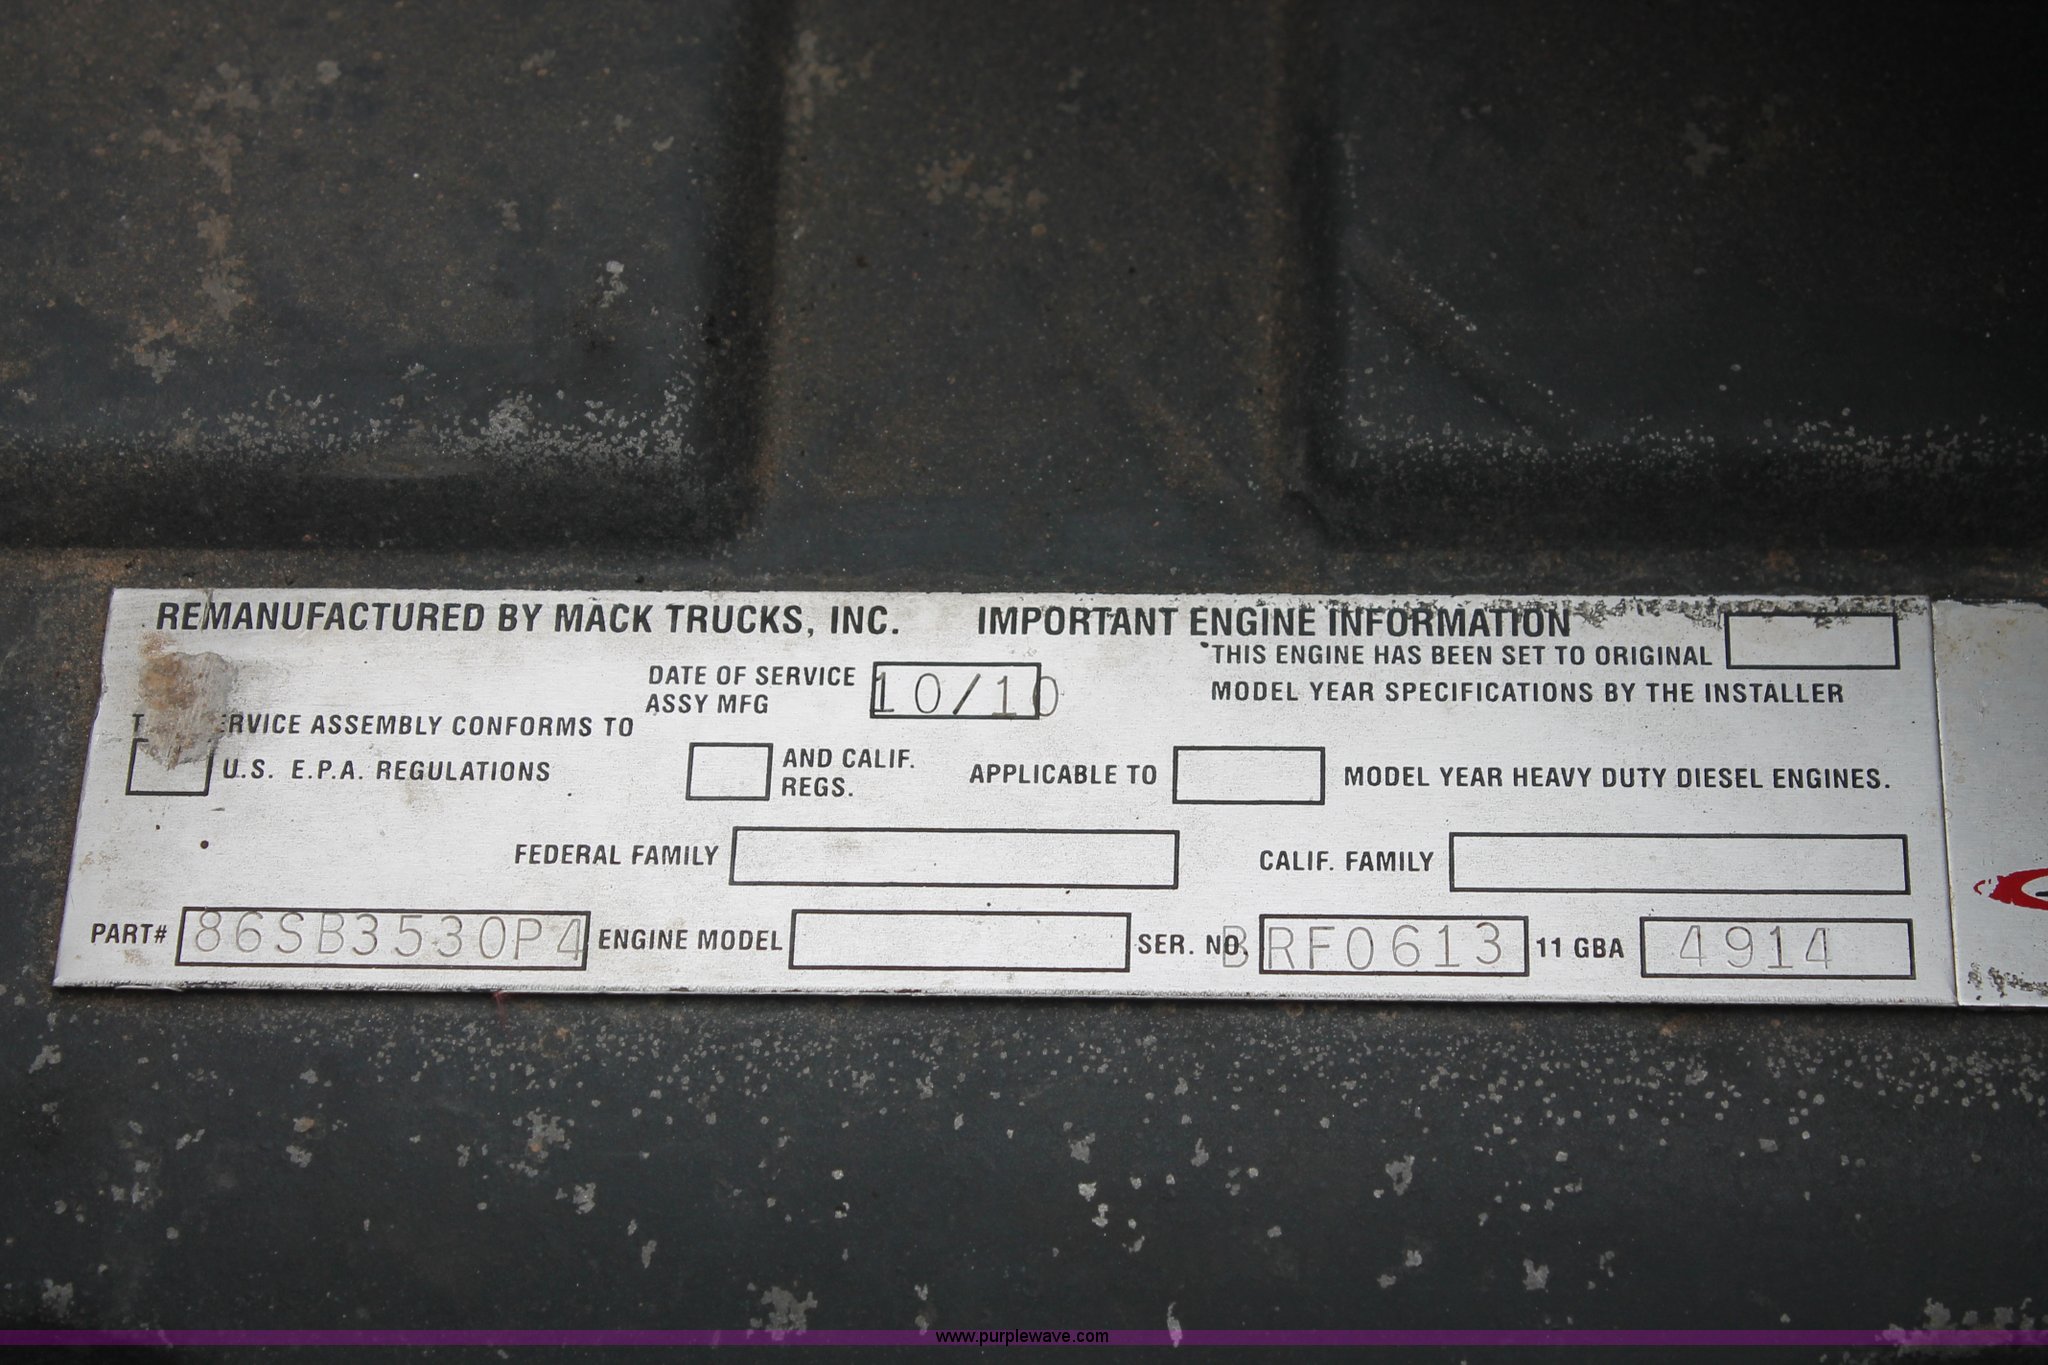 REMANUFACTURED BY MACK TRUCKS, INC. IMPORTANT ENGINE INFORMATION
DATE OF SERVICE ASSY MFG 10/10
THIS ENGINE HAS BEEN SET TO ORIGINAL
MODEL YEAR SPECIFICATIONS BY THE INSTALLER
ASSEMBLY CONFORMS TO
U.S. E.P.A. REGULATIONS
AND CALIF. REGS.
APPLICABLE TO MODEL YEAR HEAVY DUTY DIESEL ENGINES.
FEDERAL FAMILY CALIF. FAMILY
PART# 86SB3530P4 ENGINE MODEL SER. NO. BRF0613 11 GBA 4914
www.purplewave.com